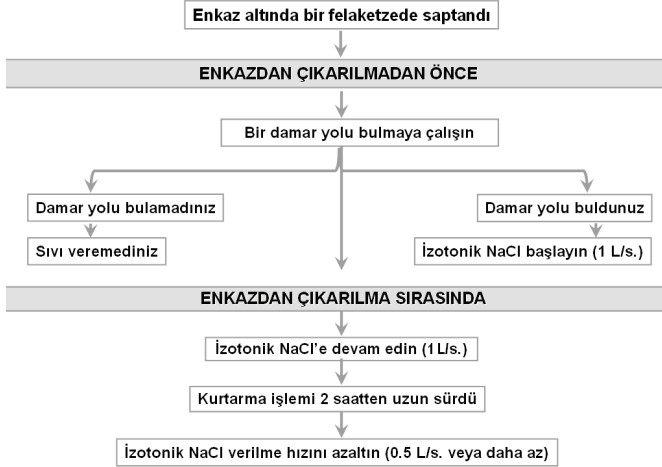 Enkaz altında bir felaketzede saptandı
ENKAZDAN ÇIKARILMADAN ÖNCE
Bir damar yolu bulmaya çalışın
Damar yolu bulamadınız
Damar yolu buldunuz
Sıvı veremediniz
İzotonik NaCl başlayın (1 L/s.)
ENKAZDAN ÇIKARILMA SIRASINDA
İzotonik NaCl’e devam edin (1 L/s.)
Kurtarma işlemi 2 saatten uzun sürdü
İzotonik NaCl verilme hızını azaltın (0.5 L/s. veya daha az)